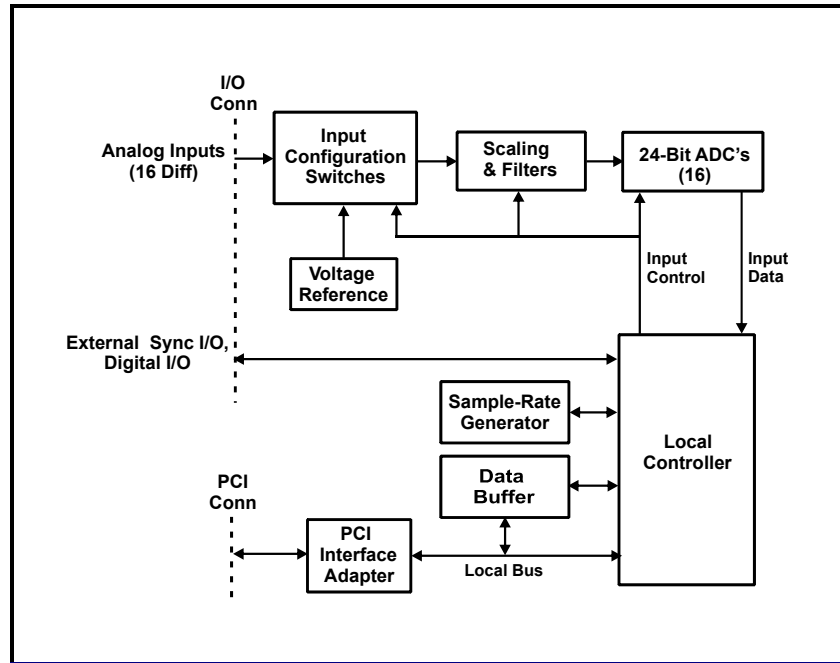 I/O
Conn
Analog Inputs
(16 Diff)
Input
Configuration
Switches
Scaling
& Filters
24-Bit ADC's
(16)
Voltage
Reference
Input
Control
Input
Data
External Sync I/O,
Digital I/O
Sample-Rate
Generator
Local
Controller
Data
Buffer
PCI
Conn
PCI
Interface
Adapter
Local Bus